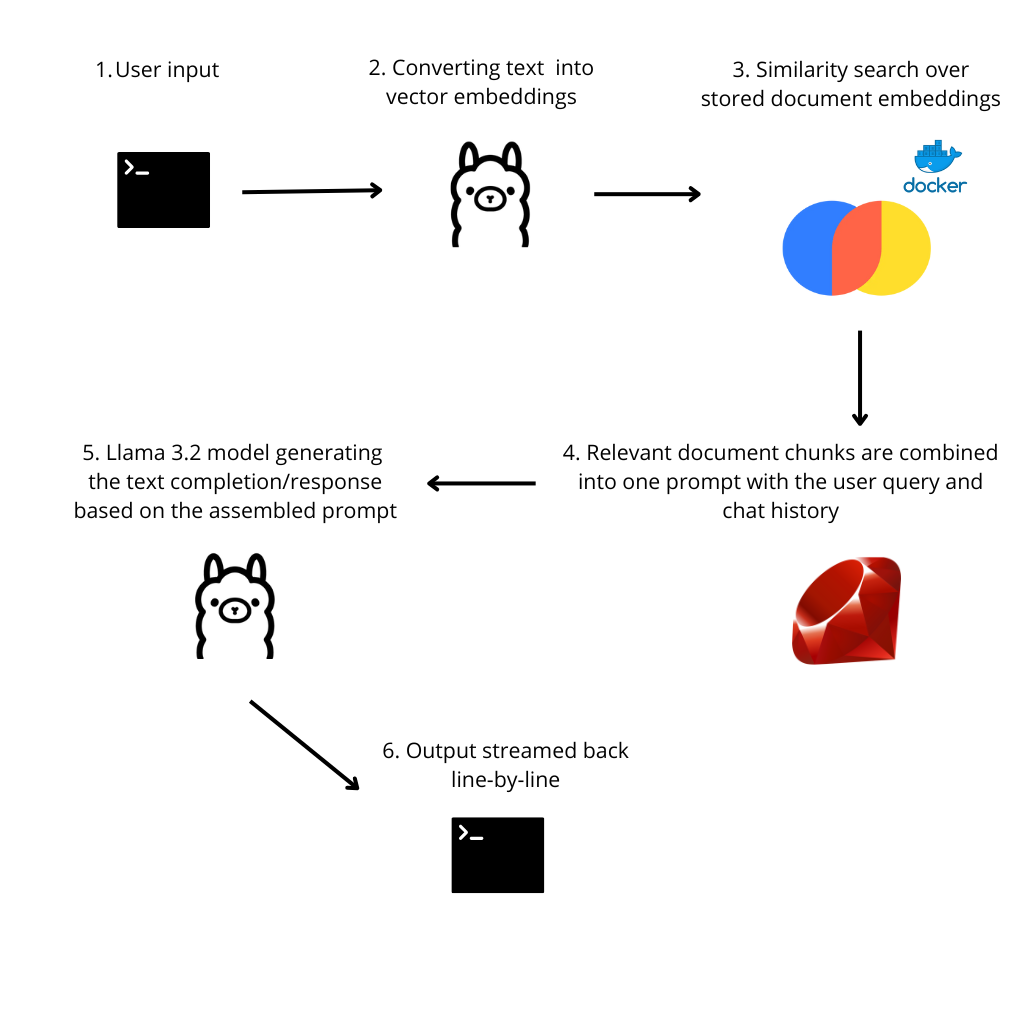 1.User input
2. Converting text  into
vector embeddings
3. Similarity search over
stored document embeddings
docker
4. Relevant document chunks are combined
into one prompt with the user query and
chat history
5. Llama 3.2 model generating
the text completion/response
based on the assembled prompt
6. Output streamed back
line-by-line